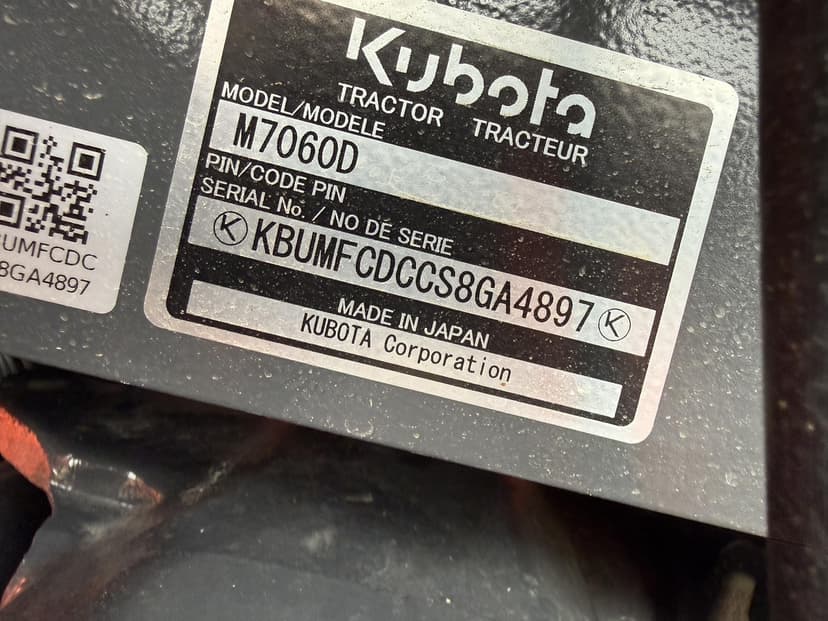 Kubota
TRACTOR TRACTEUR
MODEL/MODELE
M7060D
PIN/CODE PIN
SERIAL No. / NO DE SERIE
K KBUMFCDCCS8GA4897 K
MADE IN JAPAN
KUBOTA Corporation
UMFCDC
8GA4897